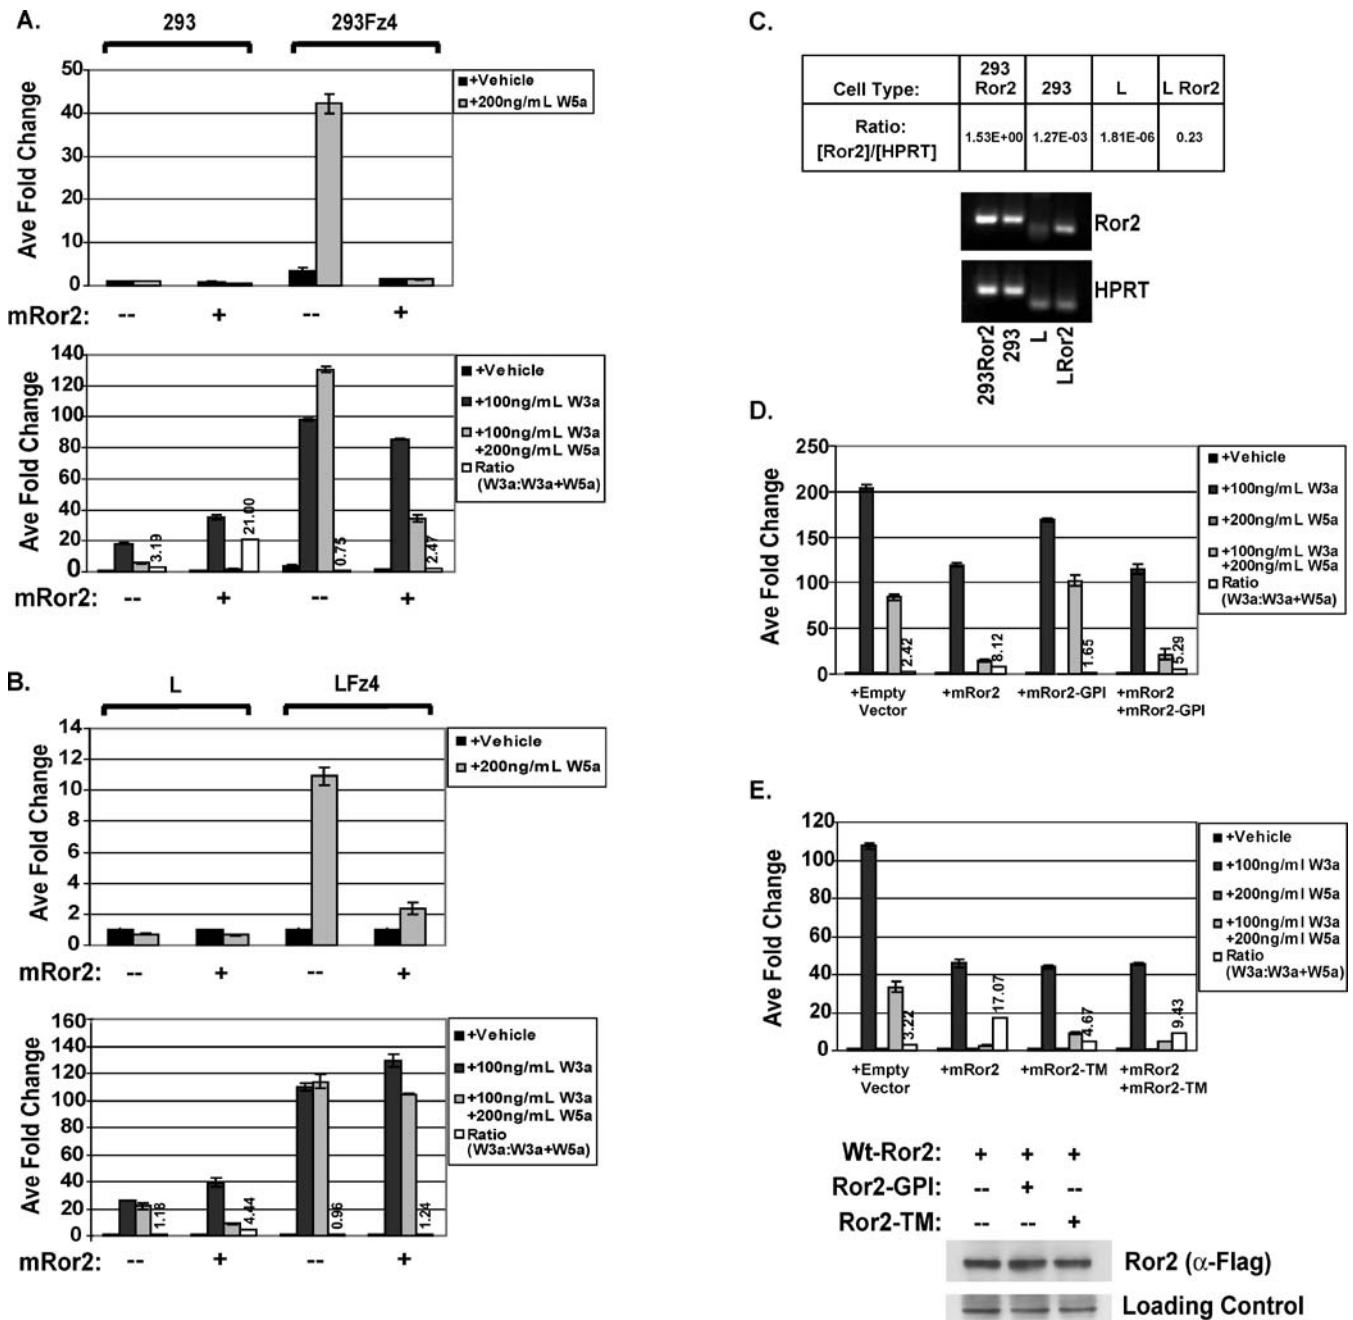 A.
293
293Fz4
50
40
30
20
10
0
Ave Fold Change
+Vehicle
+200ng/mL W5a
mRor2: -- + -- +
140
120
100
80
60
40
20
0
Ave Fold Change
+Vehicle
+100ng/mL W3a
+100ng/mL W3a
+200ng/mL W5a
Ratio
(W3a:W3a+W5a)
3.19
21.00
0.75
2.47
mRor2: -- + -- +
B.
L
LFz4
14
12
10
8
6
4
2
0
Ave Fold Change
+Vehicle
+200ng/mL W5a
mRor2: -- + -- +
160
140
120
100
80
60
40
20
0
Ave Fold Change
+Vehicle
+100ng/mL W3a
+100ng/mL W3a
+200ng/mL W5a
Ratio
(W3a:W3a+W5a)
1.18
4.44
0.96
1.24
mRor2: -- + -- +
C.
Cell Type: 293 Ror2 293 L L Ror2
Ratio:
[Ror2]/[HPRT] 1.53E+00 1.27E-03 1.81E-06 0.23
Ror2
HPRT
293Ror2
293
L
LRor2
D.
250
200
150
100
50
0
Ave Fold Change
+Vehicle
+100ng/mL W3a
+200ng/mL W5a
+100ng/mL W3a
+200ng/mL W5a
Ratio
(W3a:W3a+W5a)
2.42
8.12
1.65
5.29
+Empty Vector
+mRor2
+mRor2-GPI
+mRor2
+mRor2-GPI
E.
120
100
80
60
40
20
0
Ave Fold Change
+Vehicle
+100ng/ml W3a
+200ng/ml W5a
+100ng/ml W3a
+200ng/ml W5a
Ratio
(W3a:W3a+W5a)
3.22
17.07
4.67
9.43
+Empty Vector
+mRor2
+mRor2-TM
+mRor2
+mRor2-TM
Wt-Ror2: + + +
Ror2-GPI: -- + --
Ror2-TM: -- -- +
Ror2 (α-Flag)
Loading Control